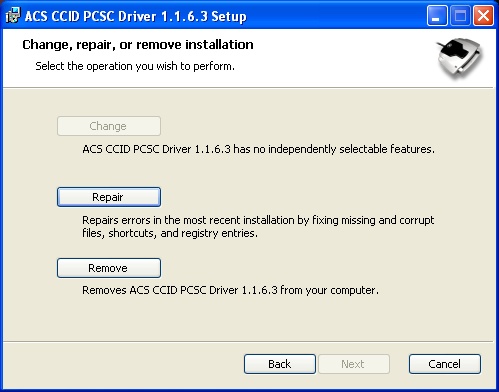 ACS CCID PCSC Driver 1.1.6.3 Setup
Change, repair, or remove installation
Select the operation you wish to perform.
Change
ACS CCID PCSC Driver 1.1.6.3 has no independently selectable features.
Repair
Repairs errors in the most recent installation by fixing missing and corrupt
files, shortcuts, and registry entries.
Remove
Removes ACS CCID PCSC Driver 1.1.6.3 from your computer.
Back Next Cancel